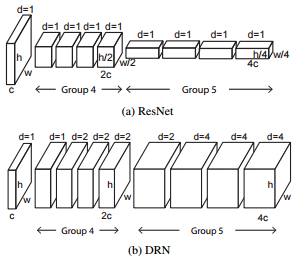 d=1
d=1 d=1 d=1 d=1
d=1 d=1 d=1 d=1
h w c
h/2 w/2 2c
h/4 w/4 4c
Group 4 Group 5
(a) ResNet
d=1 d=1 d=1 d=2 d=2 d=2 d=4 d=4 d=4
h w c
h w 2c
h w 4c
Group 4 Group 5
(b) DRN